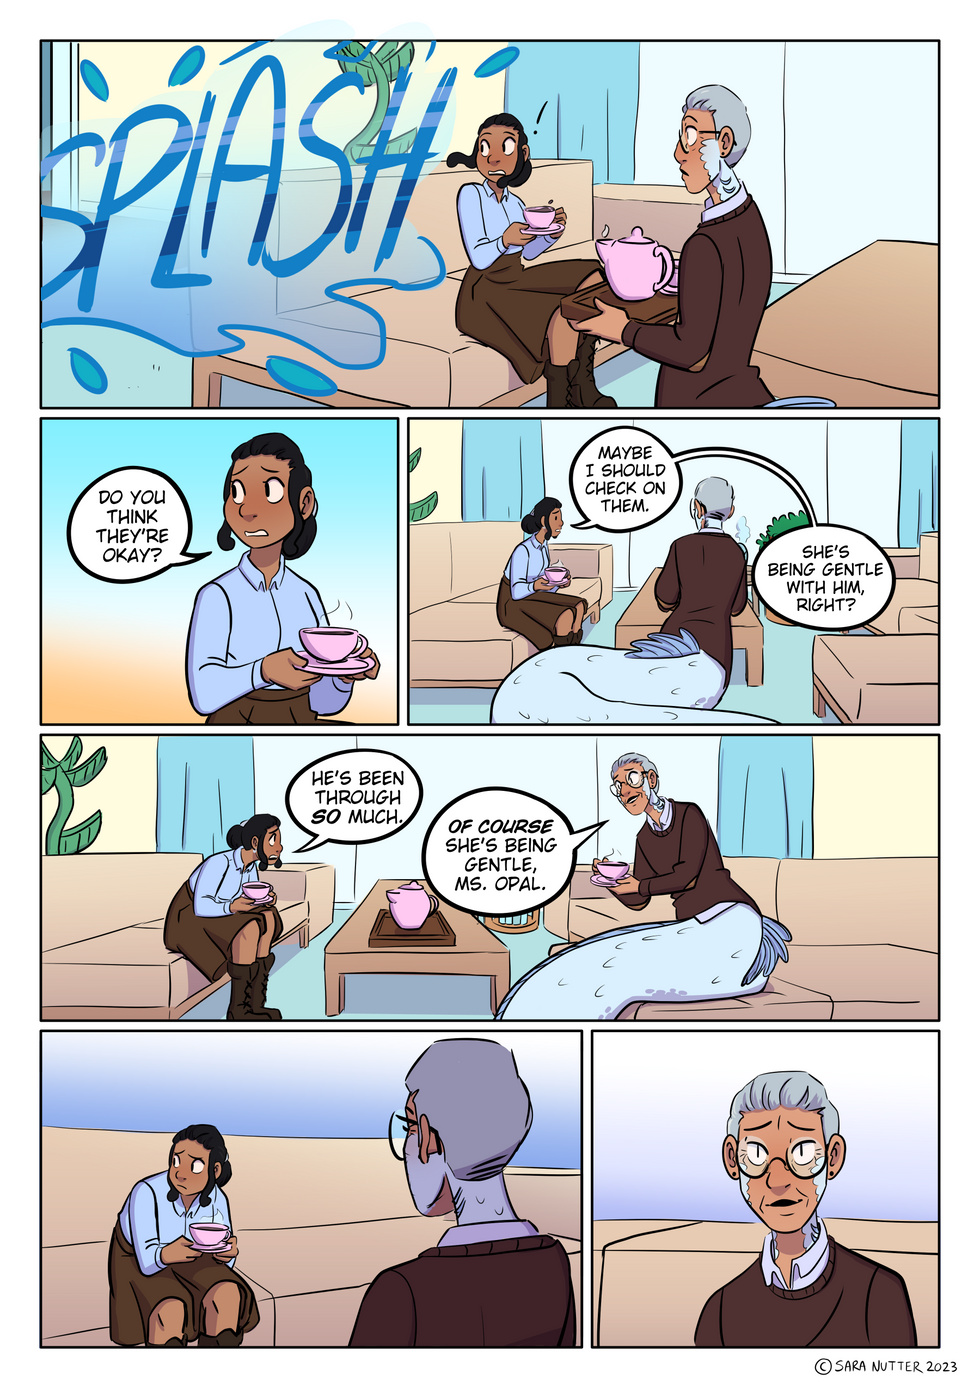 SPLASH
!
DO YOU
THINK
THEY'RE
OKAY?
MAYBE
I SHOULD
CHECK ON
THEM.
SHE'S
BEING GENTLE
WITH HIM,
RIGHT?
HE'S BEEN
THROUGH
SO MUCH.
OF COURSE
SHE'S BEING
GENTLE,
MS. OPAL.
© SARA NUTTER 2023